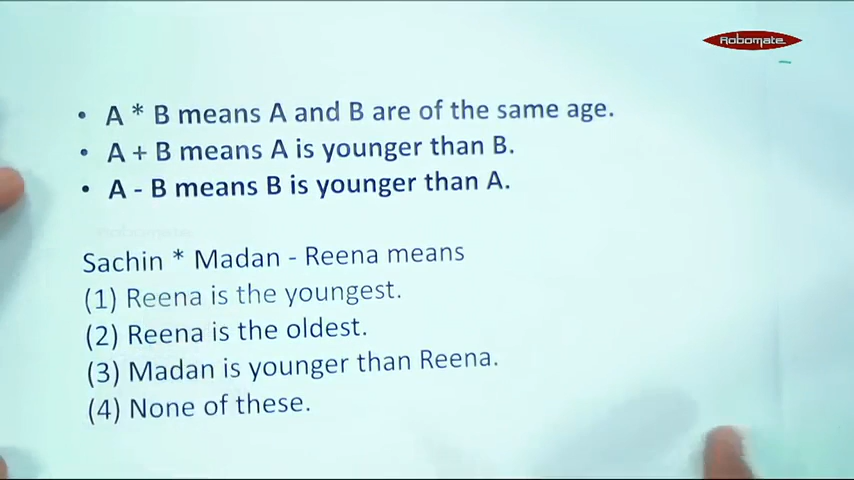 Robomate
• A * B means A and B are of the same age.
• A + B means A is younger than B.
• A - B means B is younger than A.
Sachin * Madan - Reena means
(1) Reena is the youngest.
(2) Reena is the oldest.
(3) Madan is younger than Reena.
(4) None of these.